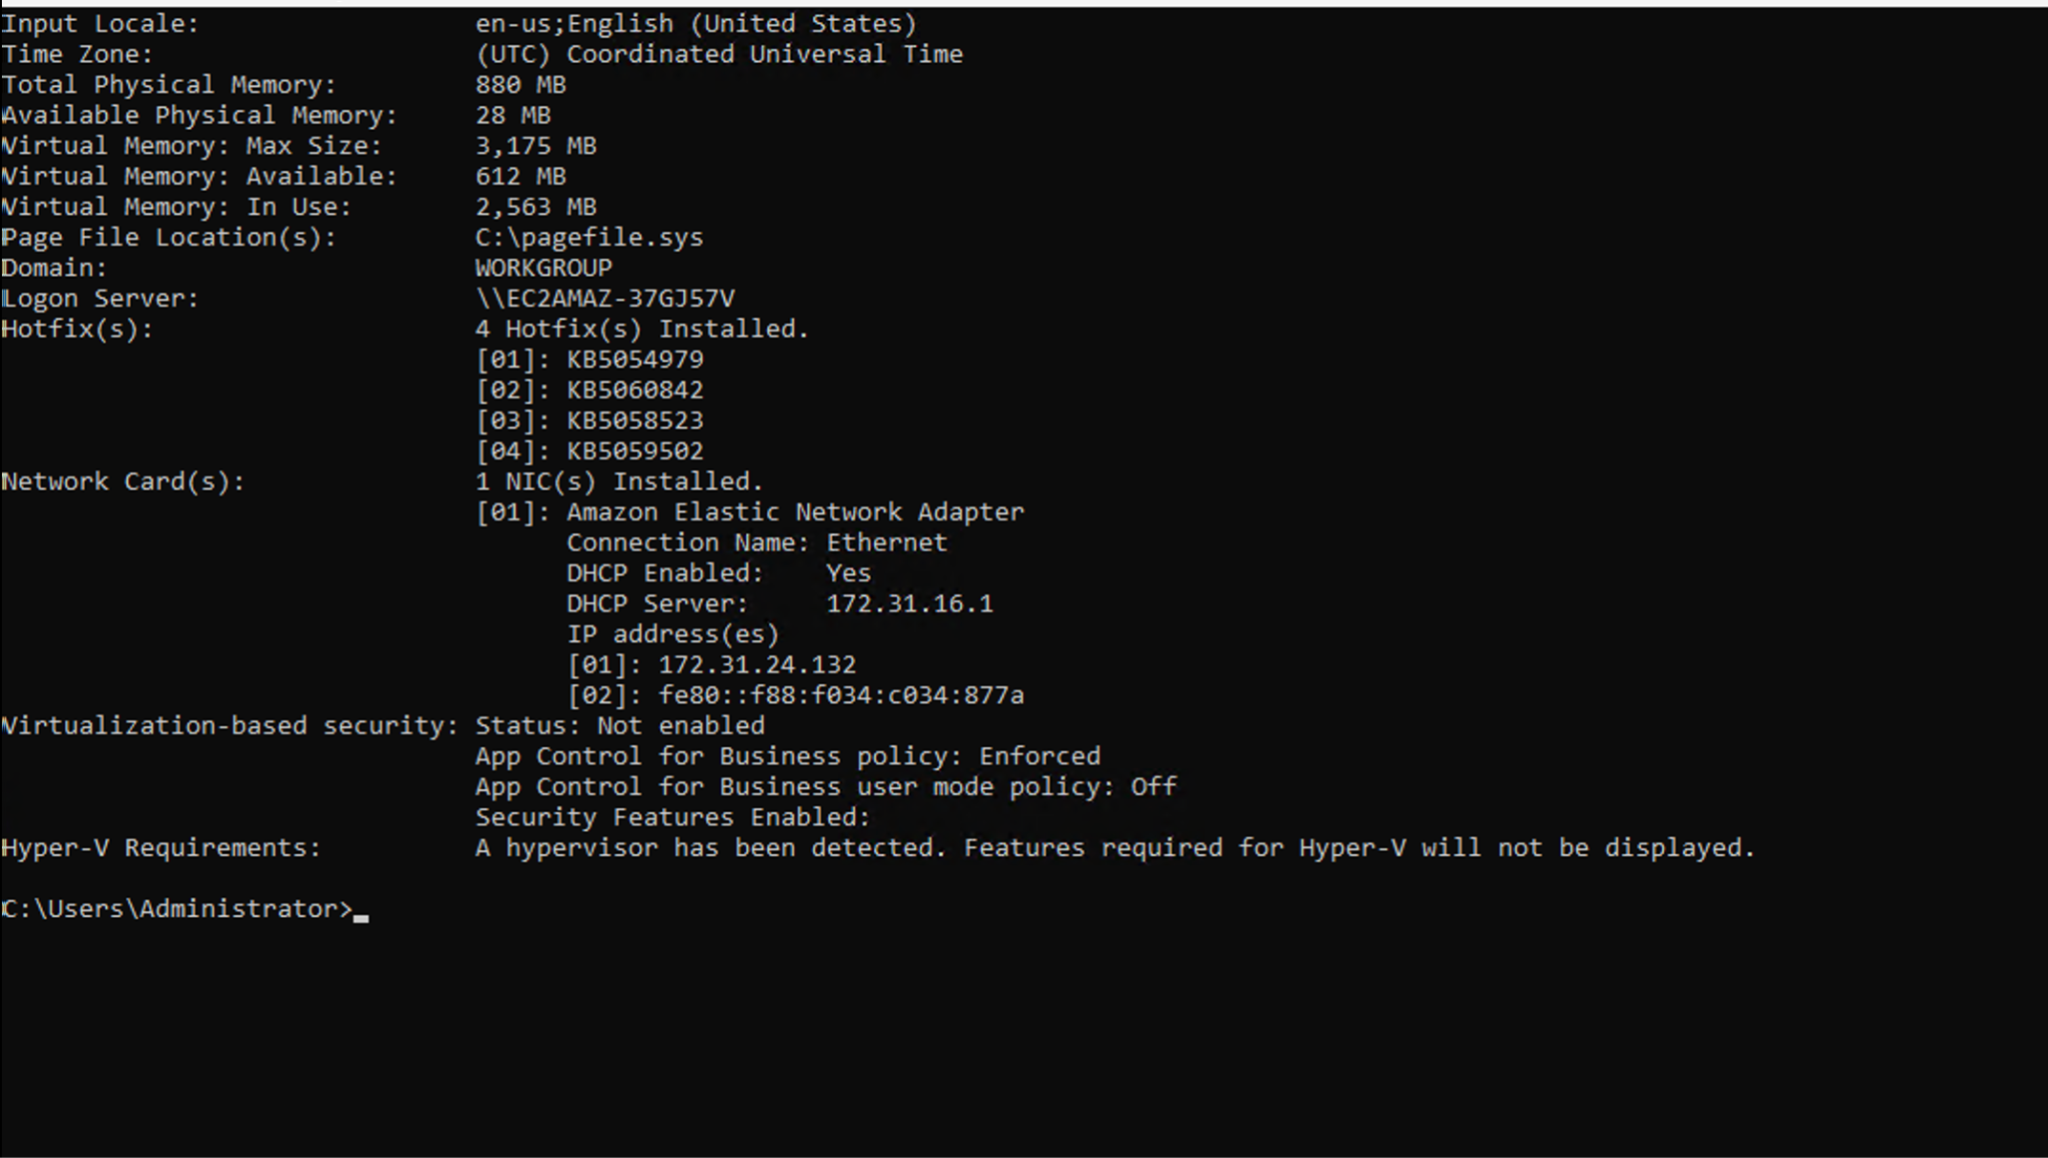 Input Locale:                  en-us;English (United States)
Time Zone:                     (UTC) Coordinated Universal Time
Total Physical Memory:         880 MB
Available Physical Memory:     28 MB
Virtual Memory: Max Size:      3,175 MB
Virtual Memory: Available:     612 MB
Virtual Memory: In Use:        2,563 MB
Page File Location(s):         C:\pagefile.sys
Domain:                        WORKGROUP
Logon Server:                  \\EC2AMAZ-37GJ57V
Hotfix(s):                     4 Hotfix(s) Installed.
                               [01]: KB5054979
                               [02]: KB5060842
                               [03]: KB5058523
                               [04]: KB5059502
Network Card(s):               1 NIC(s) Installed.
                               [01]: Amazon Elastic Network Adapter
                                     Connection Name: Ethernet
                                     DHCP Enabled:    Yes
                                     DHCP Server:     172.31.16.1
                                     IP address(es)
                                     [01]: 172.31.24.132
                                     [02]: fe80::f88:f034:c034:877a
Virtualization-based security: Status: Not enabled
                               App Control for Business policy: Enforced
                               App Control for Business user mode policy: Off
                               Security Features Enabled:
Hyper-V Requirements:          A hypervisor has been detected. Features required for Hyper-V will not be displayed.
C:\Users\Administrator>_